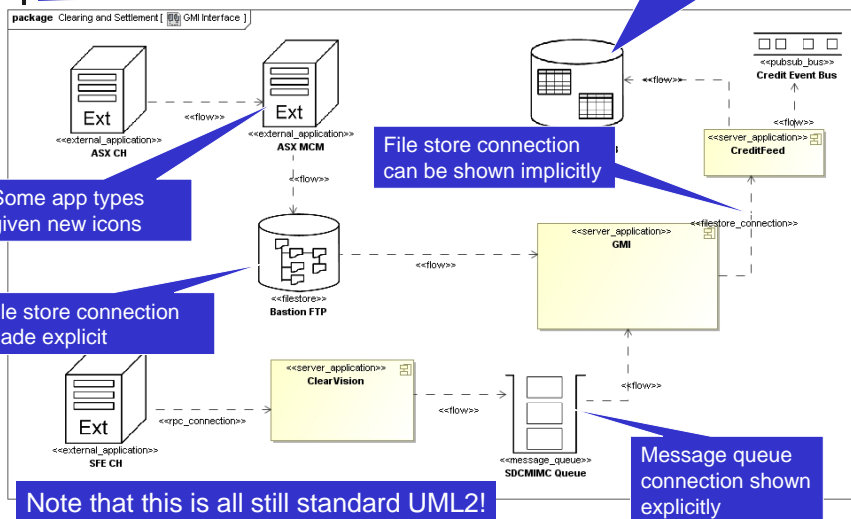 package Clearing and Settlement [ GMI Interface ]
Ext
<<external_application>>
ASX CH
<<flow>>
Ext
<<external_application>>
ASX MCM
<<flow>>
<<flow>>
<<pubsub_bus>>
Credit Event Bus
<<flow>>
<<server_application>>
CreditFeed
File store connection
can be shown implicitly
Some app types
given new icons
<<filestore_connection>>
<<server_application>>
GMI
<<flow>>
<<filestore>>
Bastion FTP
store connection
explicit
Ext
<<external_application>>
SFE CH
<<rpc_connection>>
<<server_application>>
ClearVision
<<flow>>
<<message_queue>>
SDCMIMC Queue
<<flow>>
Message queue
connection shown
explicitly
Note that this is all still standard UML2!